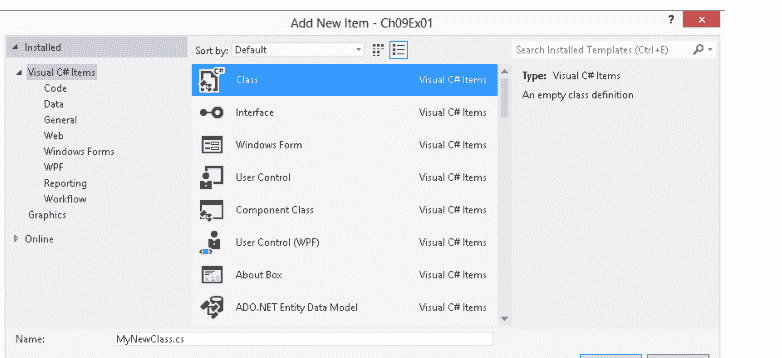 Add New Item - Ch09Ex01
?
x
Installed
Sort by: Default
Search Installed Templates (Ctrl+E)
Visual C# Items
Code
Data
General
Web
Windows Forms
WPF
Reporting
Workflow
Graphics
Online
C#
Class Visual C# Items
Interface Visual C# Items
Windows Form Visual C# Items
User Control Visual C# Items
Component Class Visual C# Items
User Control (WPF) Visual C# Items
About Box Visual C# Items
ADO.NET Entity Data Model Visual C# Items
Type: Visual C# Items
An empty class definition
Name: MyNewClass.cs